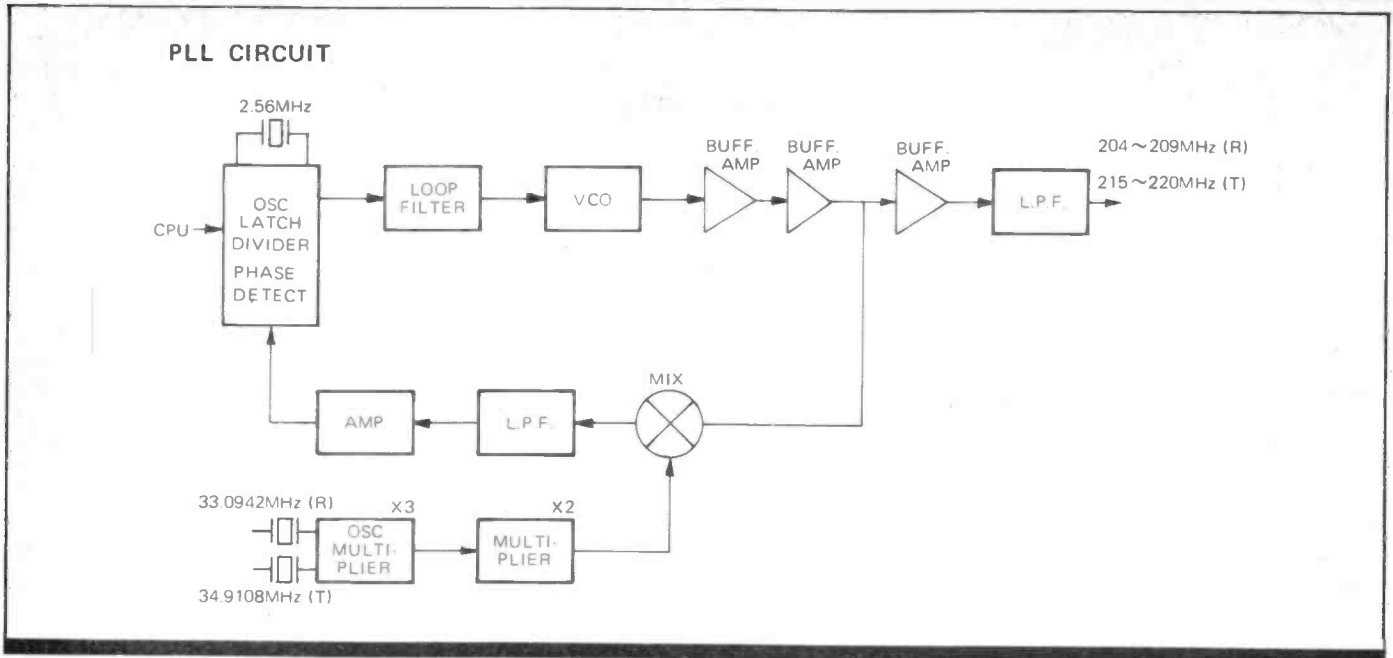 PLL CIRCUIT
2.56MHz
CPU
OSC
LATCH
DIVIDER
PHASE
DETECT
LOOP
FILTER
VCO
BUFF.
AMP
BUFF.
AMP
BUFF.
AMP
L.P.F.
204~209MHz (R)
215~220MHz (T)
MIX
AMP.
L.P.F.
33.0942MHz (R)
34.9108MHz (T)
X3
OSC
MULTI-
PLIER
X2
MULTI-
PLIER